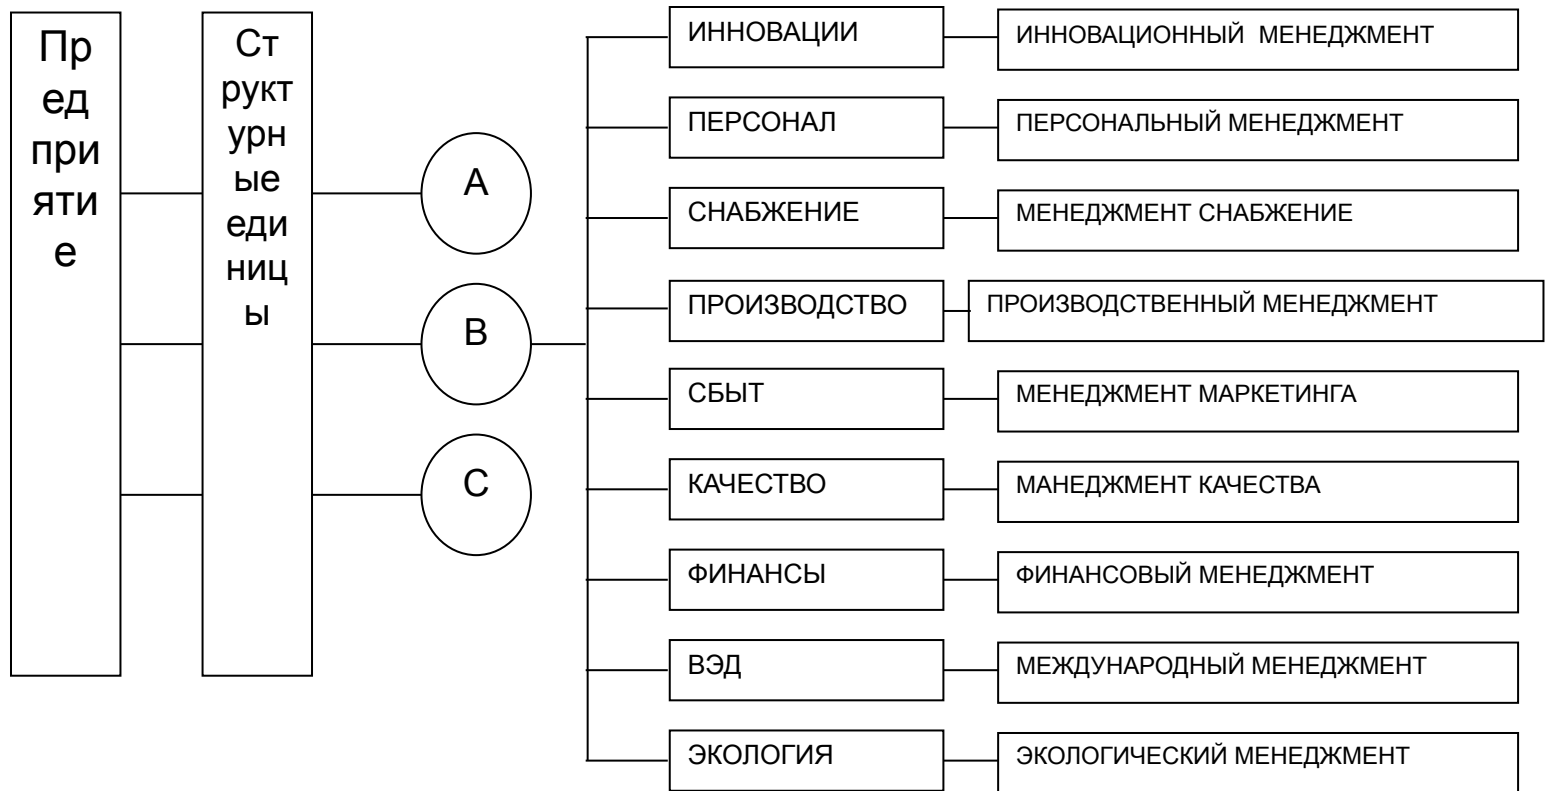 Пр
ед
при
яти
е
Ст
рукт
урн
ые
еди
ниц
ы
А
В
С
ИННОВАЦИИ
ИННОВАЦИОННЫЙ МЕНЕДЖМЕНТ
ПЕРСОНАЛ
ПЕРСОНАЛЬНЫЙ МЕНЕДЖМЕНТ
СНАБЖЕНИЕ
МЕНЕДЖМЕНТ СНАБЖЕНИЕ
ПРОИЗВОДСТВО
ПРОИЗВОДСТВЕННЫЙ МЕНЕДЖМЕНТ
СБЫТ
МЕНЕДЖМЕНТ МАРКЕТИНГА
КАЧЕСТВО
МАНЕДЖМЕНТ КАЧЕСТВА
ФИНАНСЫ
ФИНАНСОВЫЙ МЕНЕДЖМЕНТ
ВЭД
МЕЖДУНАРОДНЫЙ МЕНЕДЖМЕНТ
ЭКОЛОГИЯ
ЭКОЛОГИЧЕСКИЙ МЕНЕДЖМЕНТ